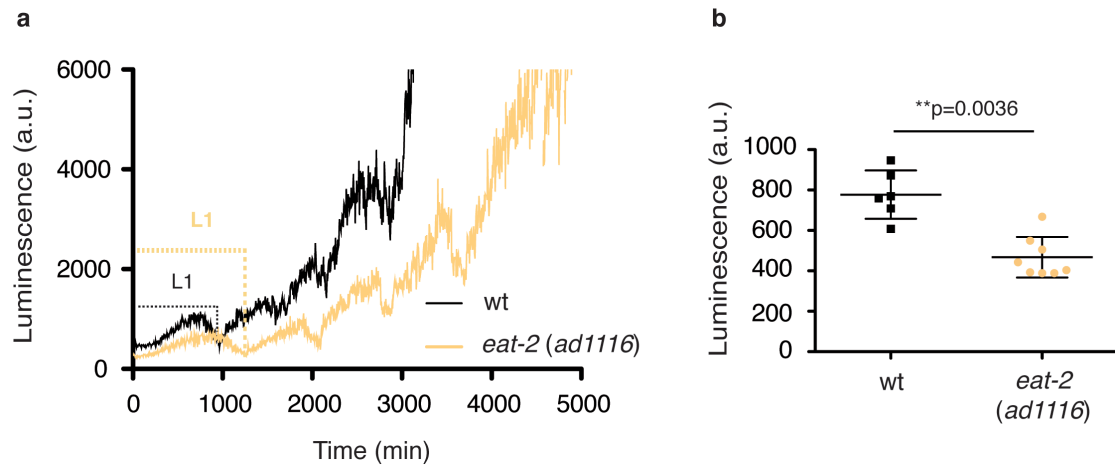 a
Luminescence (a.u.)
6000
4000
2000
0
L1
L1
wt
eat-2 (ad1116)
0 1000 2000 3000 4000 5000
Time (min)
b
Luminescence (a.u.)
**p=0.0036
1000
800
600
400
200
0
wt
eat-2
(ad1116)